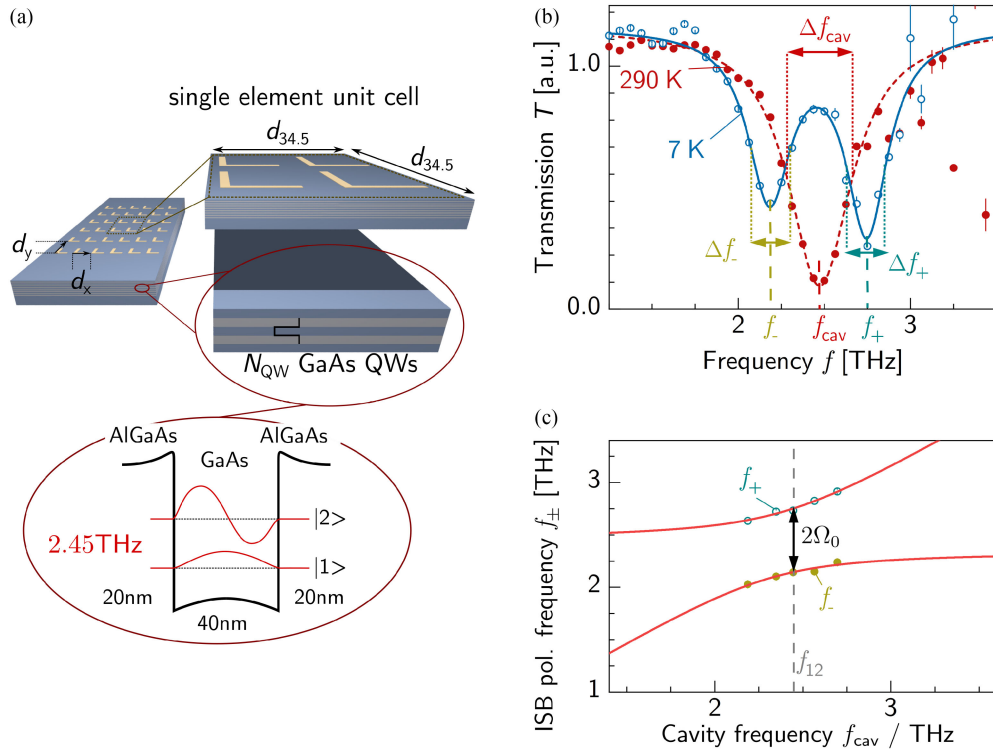 (a)
single element unit cell
d34.5
d34.5
dy
dx
NQW GaAs QWs
AlGaAs
AlGaAs
GaAs
2.45THz
|2>
|1>
20nm
20nm
40nm
(b)
Transmission T [a.u.]
1.0
0.0
Δfcav
290 K
7 K
Δf-
Δf+
2
3
f-
fcav
f+
Frequency f [THz]
(c)
ISB pol. frequency f± [THz]
3
2
1
f+
2Ω0
f-
f12
2
3
Cavity frequency fcav / THz